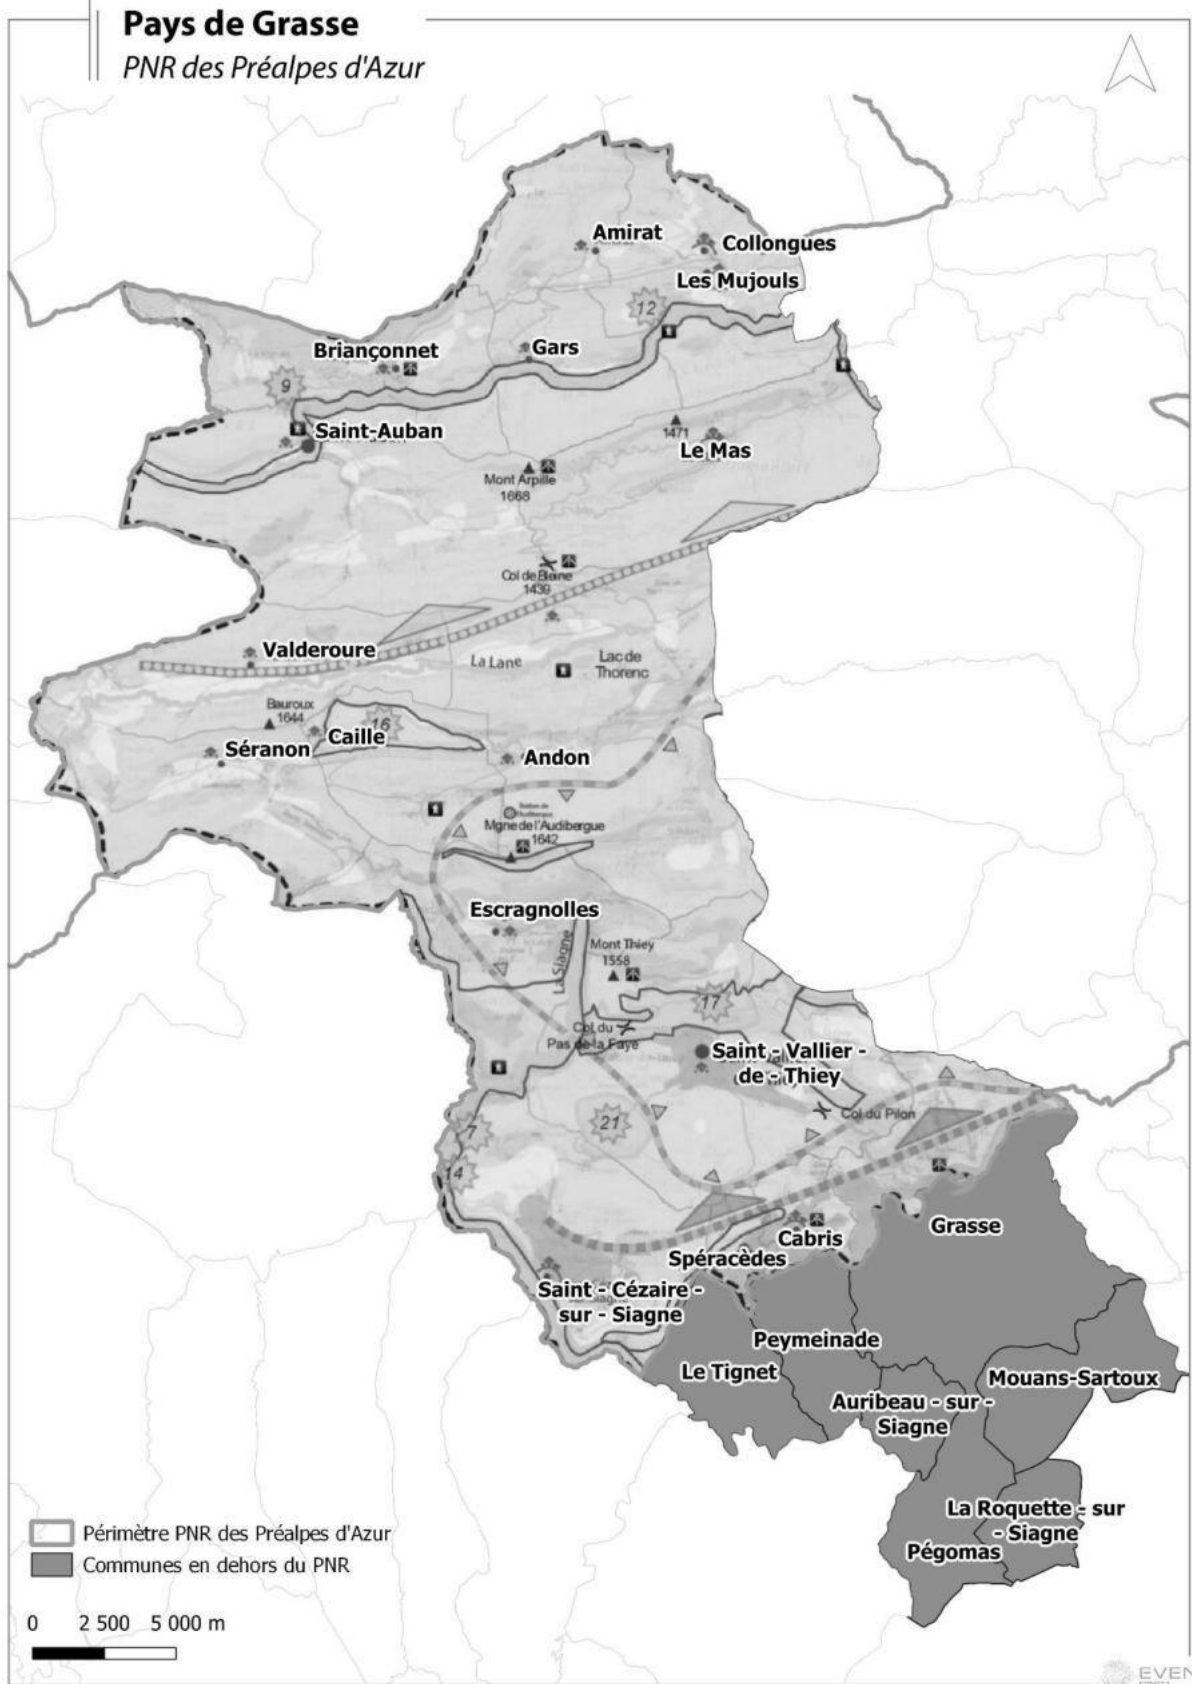 Pays de Grasse
PNR des Préalpes d'Azur
Amirat
Collongues
Les Mujouls
12
Gars
Briançonnet
9
Saint-Auban
1471
Le Mas
Mont Arpille
1668
Col de Bleine
1439
Valderoure
La Lane
Lac de
Thorenc
Bauroux
1644
16
Caille
Séranon
Andon
Mgne de l'Audibergue
1642
Escragnolles
La Siagne
Mont Thiey
1558
17
Col du
Pas de la Faye
Saint - Vallier -
de - Thiey
Col du Pilon
7
21
14
Grasse
Cabris
Spéracèdes
Saint - Cézaire -
sur - Siagne
Peymeinade
Le Tignet
Mouans-Sartoux
Auribeau - sur -
Siagne
La Roquette - sur
- Siagne
Pégomas
Périmètre PNR des Préalpes d'Azur
Communes en dehors du PNR
0 2 500 5 000 m
EVEN